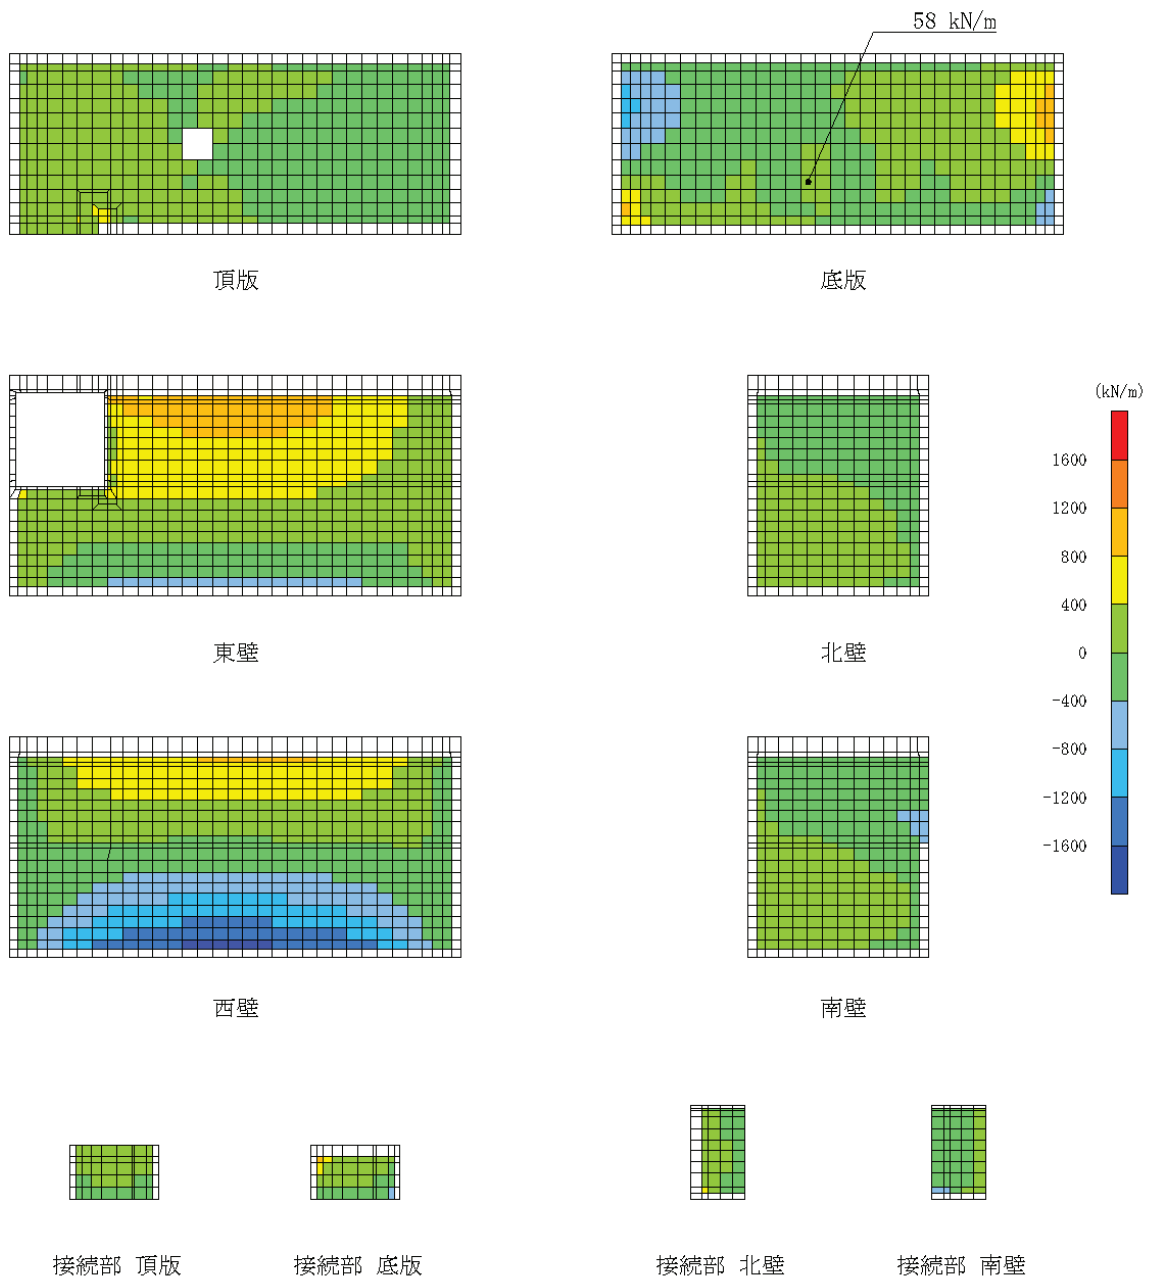 58 kN/m
頂版
底版
(kN/m)
1600
1200
800
400
0
-400
-800
-1200
-1600
東壁
北壁
西壁
南壁
接続部 頂版
接続部 底版
接続部 北壁
接続部 南壁